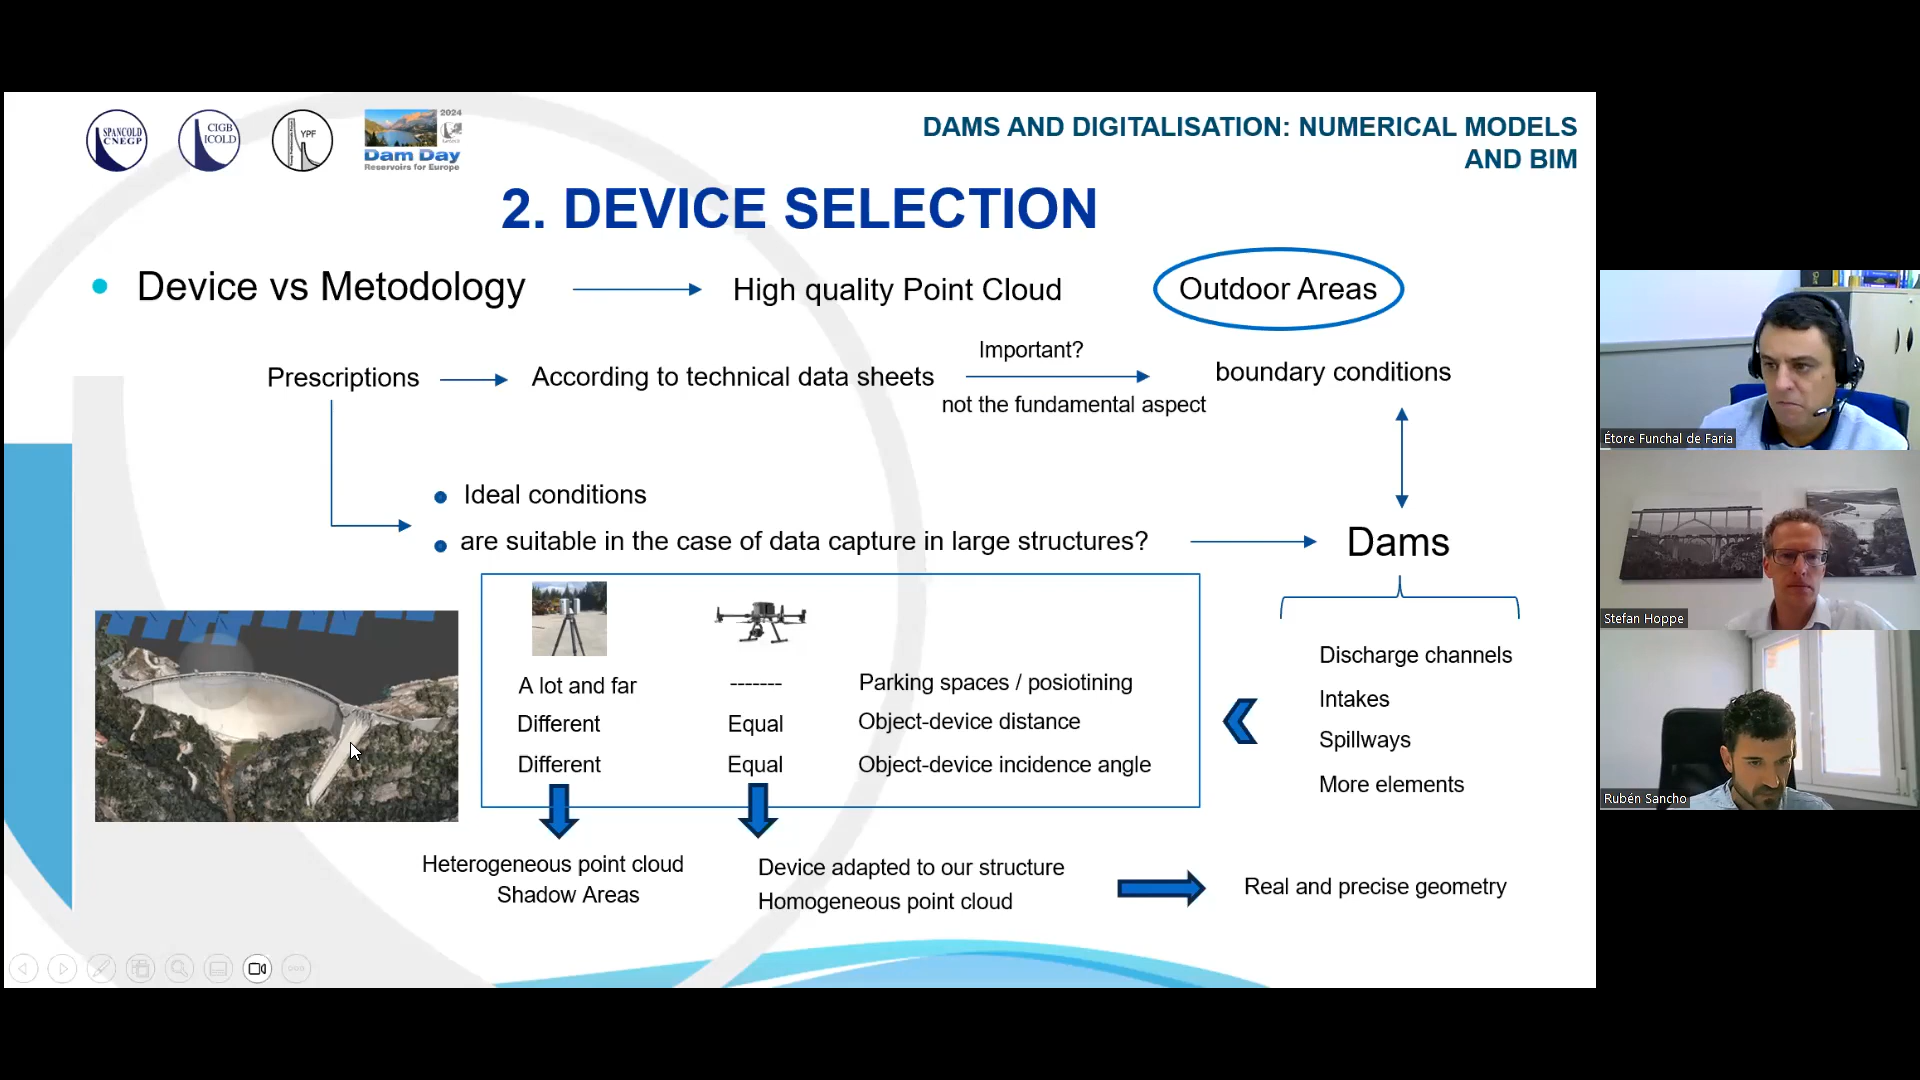 SPANCOLD
CNEGP
CIGB
ICOLD
YPF
2024
Dam Day
Reservoirs for Europe
DAMS AND DIGITALISATION: NUMERICAL MODELS
AND BIM
2. DEVICE SELECTION
Device vs Metodology
High quality Point Cloud
Outdoor Areas
Prescriptions
According to technical data sheets
Important?
not the fundamental aspect
boundary conditions
Ideal conditions
are suitable in the case of data capture in large structures?
Dams
A lot and far
-------
Parking spaces / posiotining
Different
Equal
Object-device distance
Different
Equal
Object-device incidence angle
Discharge channels
Intakes
Spillways
More elements
Heterogeneous point cloud
Shadow Areas
Device adapted to our structure
Homogeneous point cloud
Real and precise geometry
Étore Funchal de Faria
Stefan Hoppe
Rubén Sancho